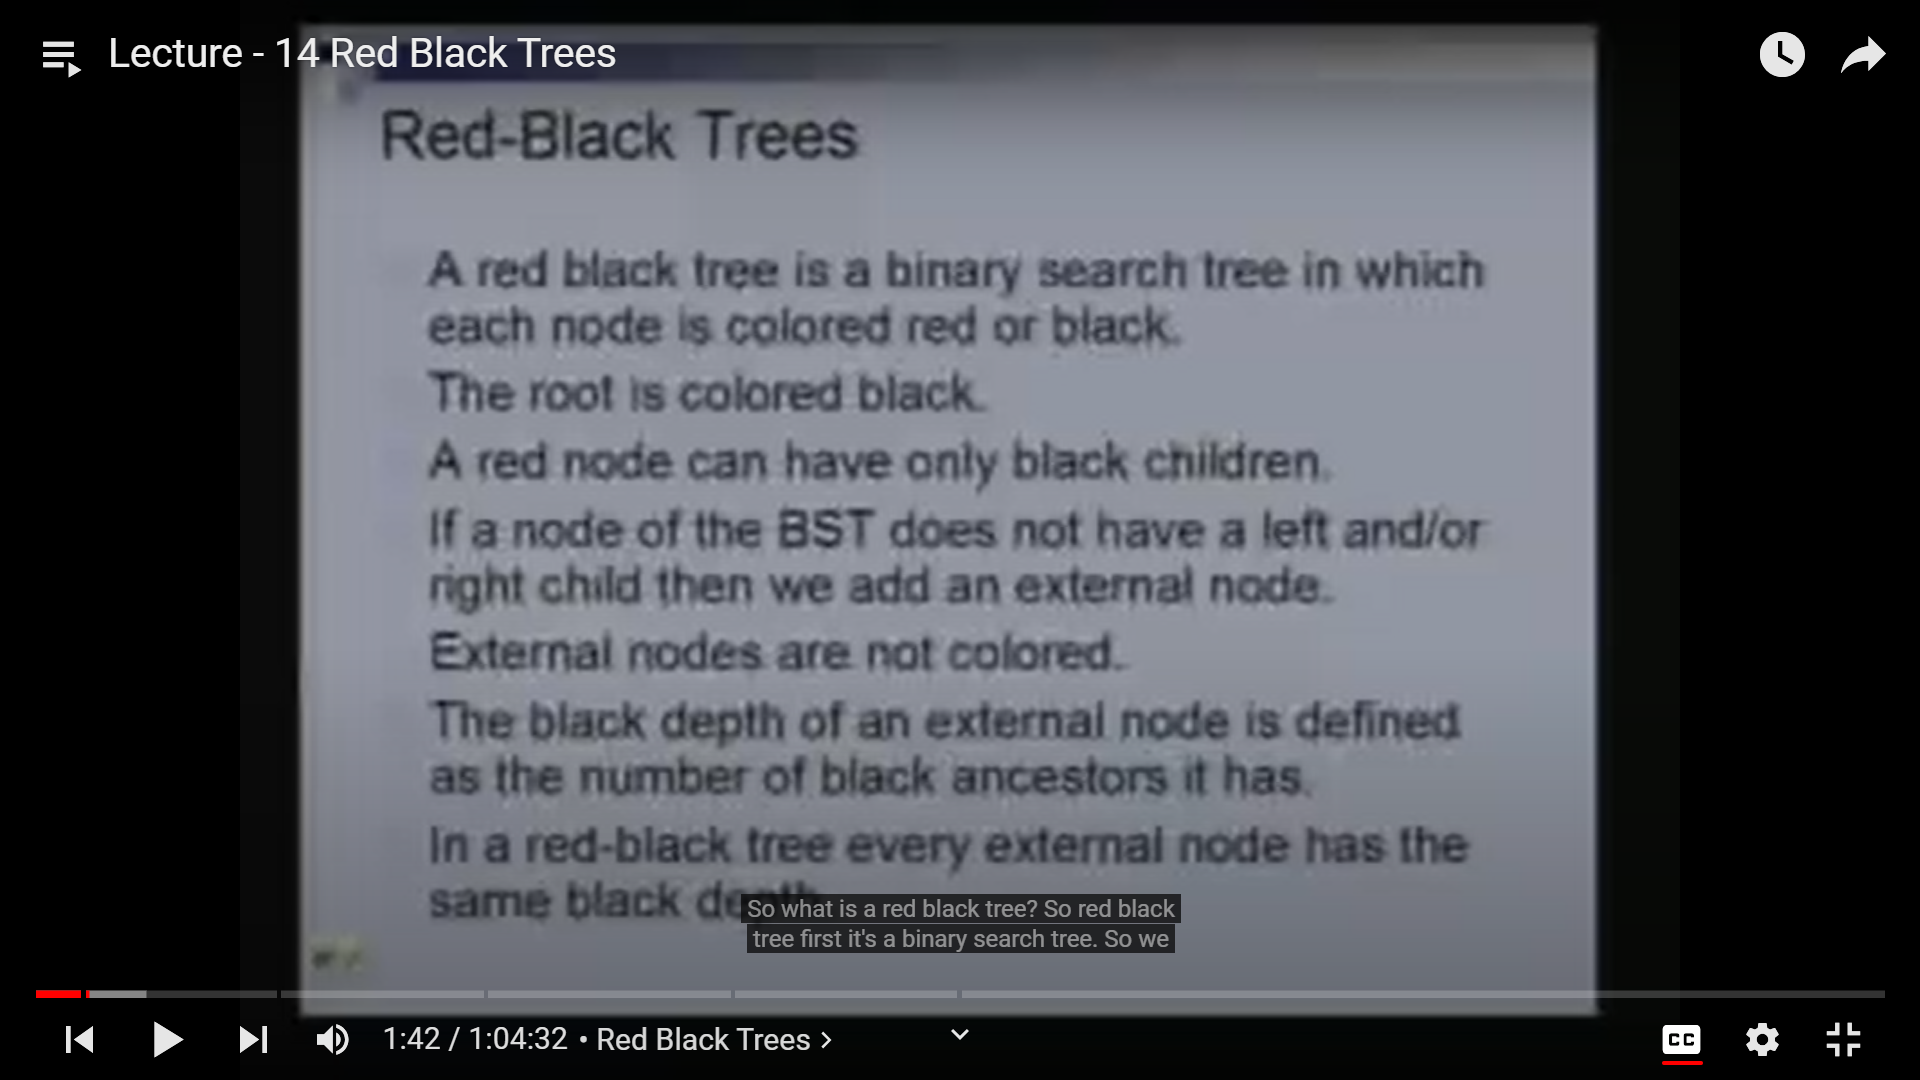 Lecture - 14 Red Black Trees
Red-Black Trees
A red black tree is a binary search tree in which
each node is colored red or black.
The root is colored black.
A red node can have only black children.
If a node of the BST does not have a left and/or
right child then we add an external node.
External nodes are not colored.
The black depth of an external node is defined
as the number of black ancestors it has.
In a red-black tree every external node has the
same black depth
So what is a red black tree? So red black
tree first it's a binary search tree. So we
1:42 / 1:04:32 • Red Black Trees >
CC